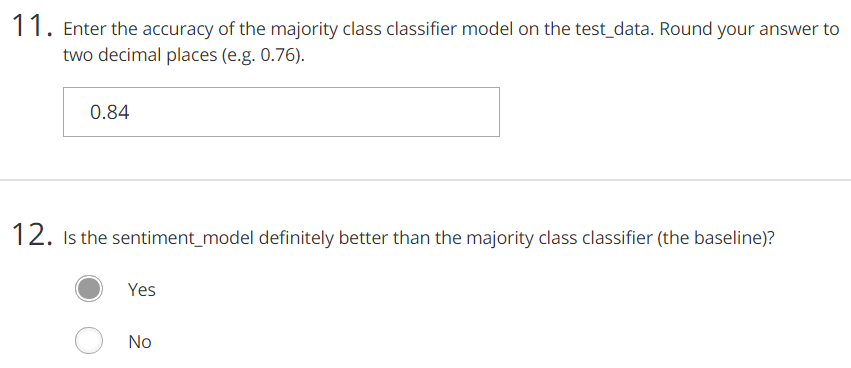 11. Enter the accuracy of the majority class classifier model on the test_data. Round your answer to
two decimal places (e.g. 0.76).
0.84
12. Is the sentiment_model definitely better than the majority class classifier (the baseline)?
Yes
No